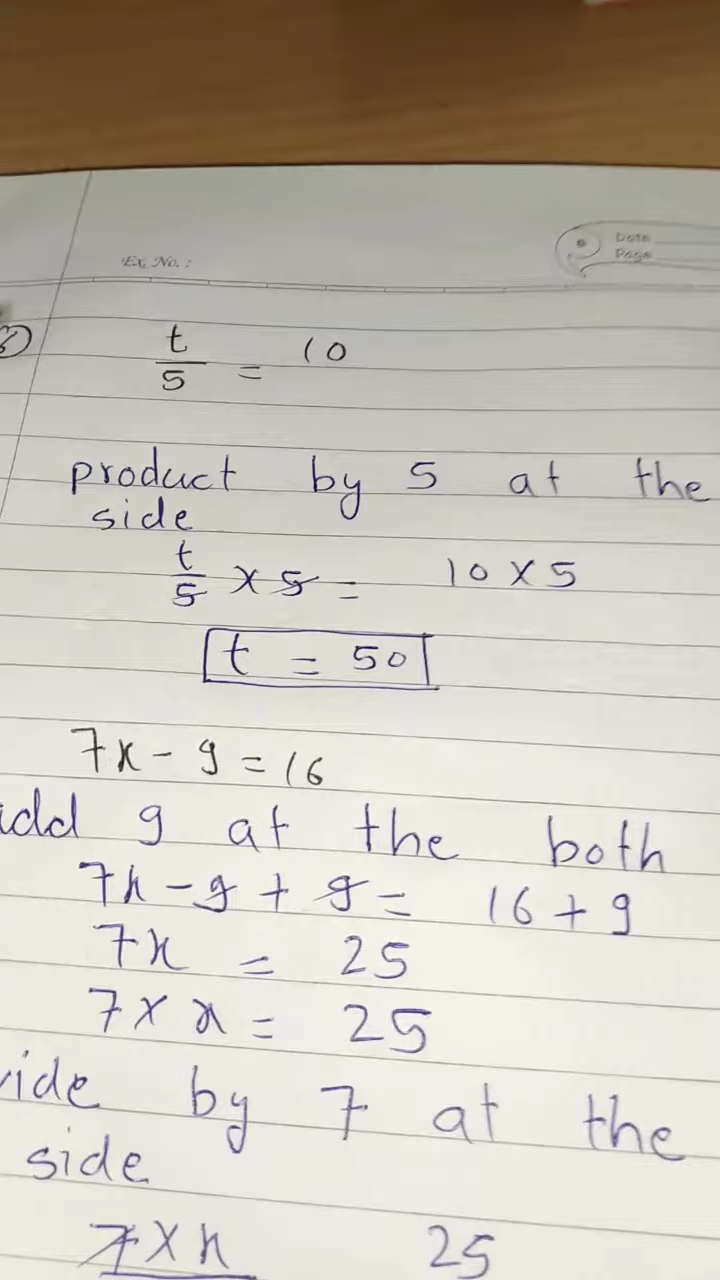 Ex. No. :
Date
Page
t/5 = 10
product by 5 at the
side
t/5 × 5 = 10 × 5
t = 50
7x - 9 = 16
add 9 at the both
7x - 9 + 9 = 16 + 9
7x = 25
7 × x = 25
vide by 7 at the
side
7 × x 25